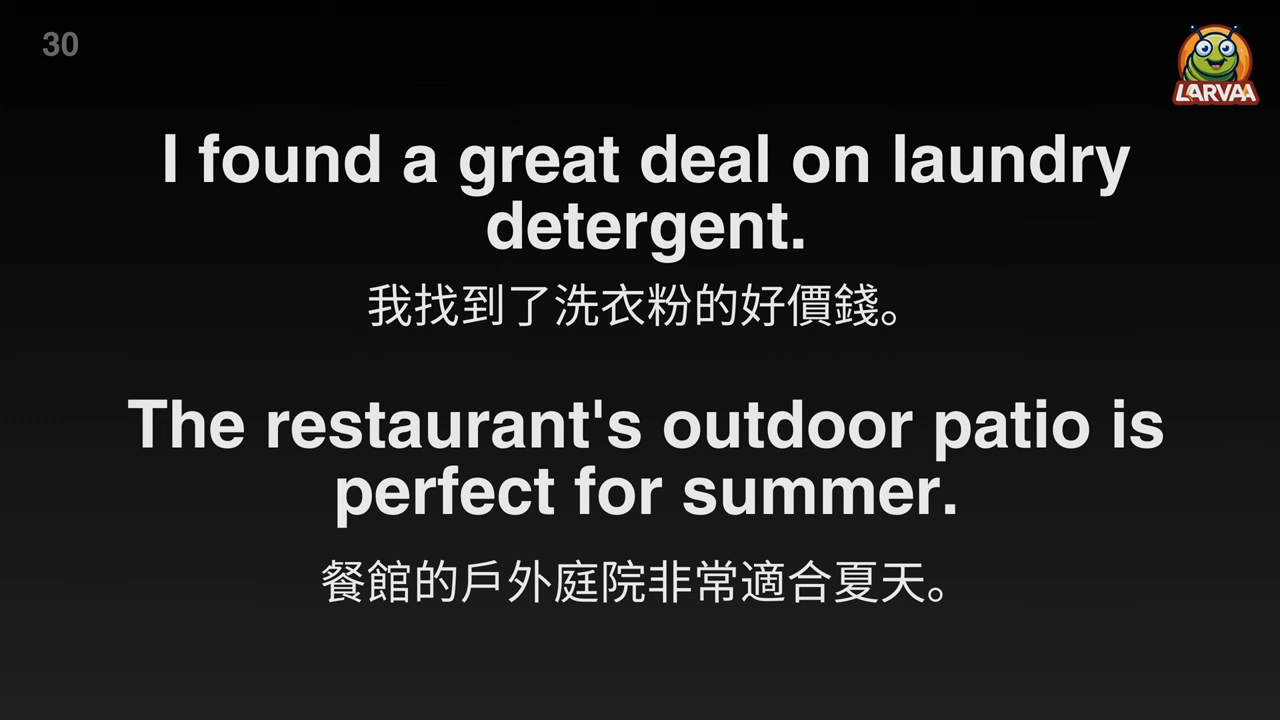 30
LARVAA
I found a great deal on laundry
detergent.
我找到了洗衣粉的好價錢。
The restaurant's outdoor patio is
perfect for summer.
餐館的戶外庭院非常適合夏天。